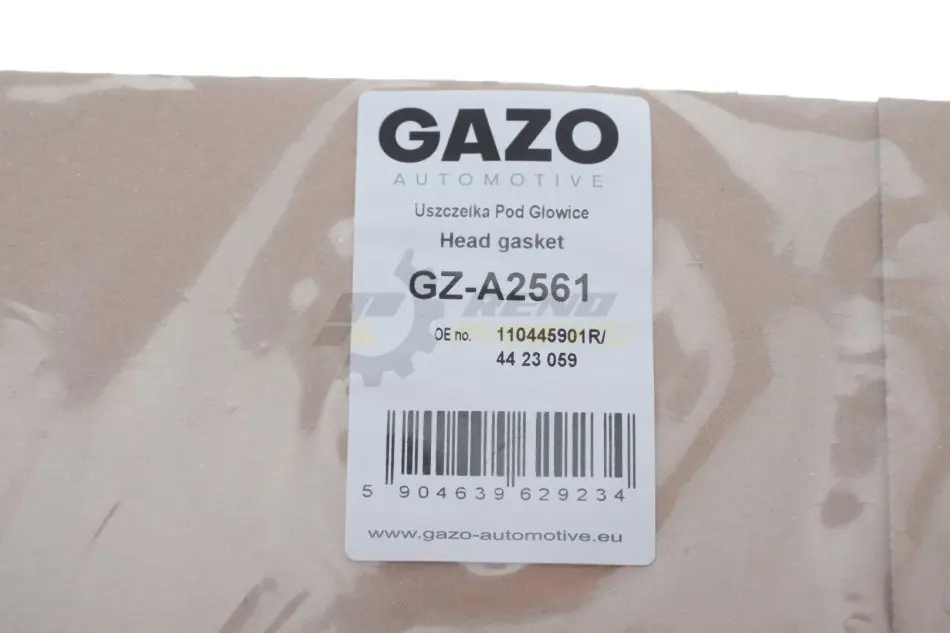 GAZO
AUTOMOTIVE
Uszczelka Pod Głowice
Head gasket
GZ-A2561
OE no. 110445901R/
44 23 059
5 904639 629234
www.gazo-automotive.eu